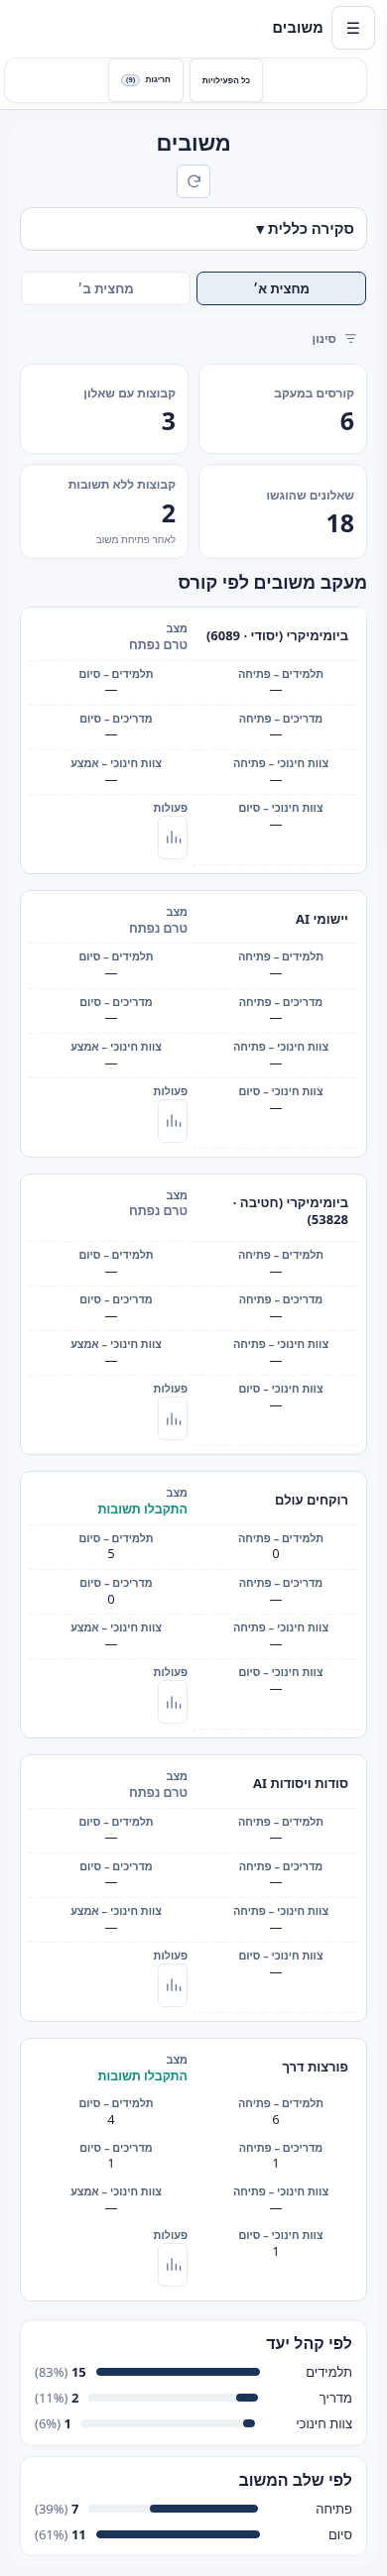 ☰ משובים
כל הפעילויות חריגות (9)
משובים
סקירה כללית ▾
מחצית א׳ מחצית ב׳
סינון
קורסים במעקב
6
קבוצות עם שאלון
3
שאלונים שהוגשו
18
קבוצות ללא תשובות
2
לאחר פתיחת משוב
מעקב משובים לפי קורס
ביומימיקרי (יסודי · 6089)
מצב
טרם נפתח
תלמידים – פתיחה תלמידים – סיום
— —
מדריכים – פתיחה מדריכים – סיום
— —
צוות חינוכי – פתיחה צוות חינוכי – אמצע
— —
צוות חינוכי – סיום פעולות
—
יישומי AI
מצב
טרם נפתח
תלמידים – פתיחה תלמידים – סיום
— —
מדריכים – פתיחה מדריכים – סיום
— —
צוות חינוכי – פתיחה צוות חינוכי – אמצע
— —
צוות חינוכי – סיום פעולות
—
ביומימיקרי (חטיבה ·
53828)
מצב
טרם נפתח
תלמידים – פתיחה תלמידים – סיום
— —
מדריכים – פתיחה מדריכים – סיום
— —
צוות חינוכי – פתיחה צוות חינוכי – אמצע
— —
צוות חינוכי – סיום פעולות
—
רוקחים עולם
מצב
התקבלו תשובות
תלמידים – פתיחה תלמידים – סיום
0 5
מדריכים – פתיחה מדריכים – סיום
— 0
צוות חינוכי – פתיחה צוות חינוכי – אמצע
— —
צוות חינוכי – סיום פעולות
—
סודות ויסודות AI
מצב
טרם נפתח
תלמידים – פתיחה תלמידים – סיום
— —
מדריכים – פתיחה מדריכים – סיום
— —
צוות חינוכי – פתיחה צוות חינוכי – אמצע
— —
צוות חינוכי – סיום פעולות
—
פורצות דרך
מצב
התקבלו תשובות
תלמידים – פתיחה תלמידים – סיום
6 4
מדריכים – פתיחה מדריכים – סיום
1 1
צוות חינוכי – פתיחה צוות חינוכי – אמצע
— —
צוות חינוכי – סיום פעולות
1
לפי קהל יעד
תלמידים 15 (83%)
מדריך 2 (11%)
צוות חינוכי 1 (6%)
לפי שלב המשוב
פתיחה 7 (39%)
סיום 11 (61%)